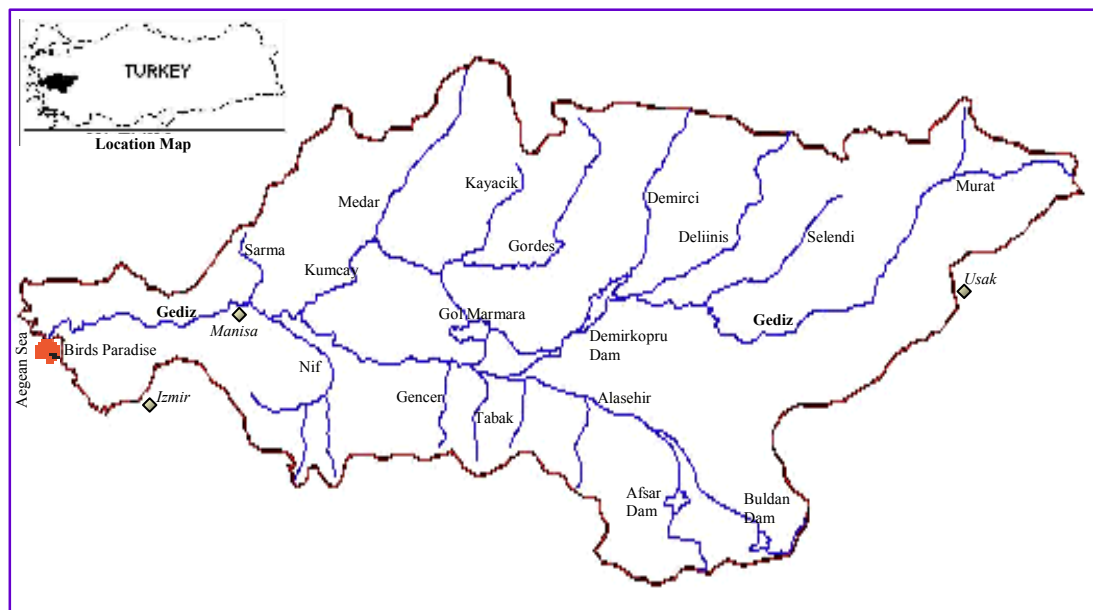 TURKEY
Location Map
Kayacik
Murat
Medar
Demirci
Deliinis
Selendi
Gordes
Sarma
Kumcay
Usak
Gediz
Gol Marmara
Gediz
Manisa
Demirkopru
Dam
Aegean Sea
Birds Paradise
Nif
Izmir
Gencen
Tabak
Alasehir
Afsar
Dam
Buldan
Dam